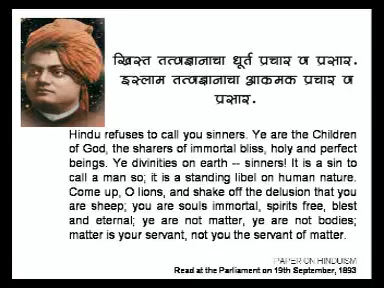 ख्रिस्त तत्वज्ञानाचा धूर्त प्रचार व प्रसार.
इस्लाम तत्वज्ञानाचा आक्रमक प्रचार व
प्रसार.
Hindu refuses to call you sinners. Ye are the Children
of God, the sharers of immortal bliss, holy and perfect
beings. Ye divinities on earth -- sinners! It is a sin to
call a man so; it is a standing libel on human nature.
Come up, O lions, and shake off the delusion that you
are sheep; you are souls immortal, spirits free, blest
and eternal; ye are not matter, ye are not bodies;
matter is your servant, not you the servant of matter.
PAPER ON HINDUISM
Read at the Parliament on 19th September, 1893